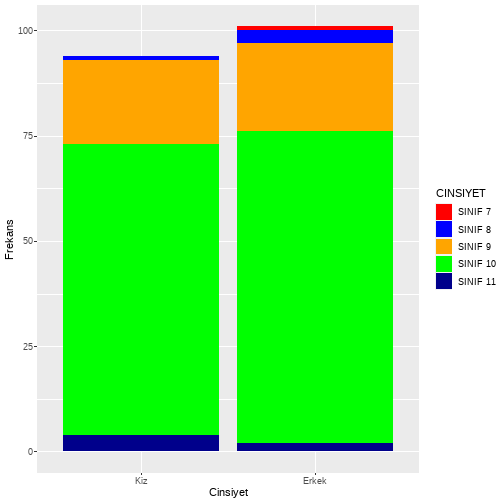 100
75
50
25
0
Frekans
Kiz
Erkek
Cinsiyet
CINSIYET
SINIF 7
SINIF 8
SINIF 9
SINIF 10
SINIF 11